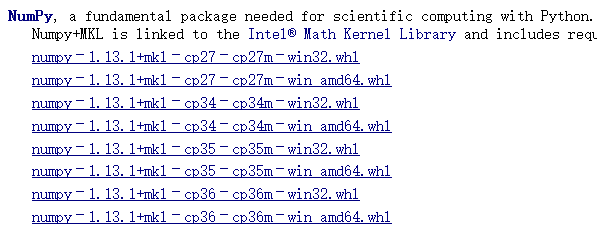 NumPy, a fundamental package needed for scientific computing with Python.
Numpy+MKL is linked to the Intel® Math Kernel Library and includes
numpy-1.13.1+mkl-cp27-cp27m-win32.whl
numpy-1.13.1+mkl-cp27-cp27m-win_amd64.whl
numpy-1.13.1+mkl-cp34-cp34m-win32.whl
numpy-1.13.1+mkl-cp34-cp34m-win_amd64.whl
numpy-1.13.1+mkl-cp35-cp35m-win32.whl
numpy-1.13.1+mkl-cp35-cp35m-win_amd64.whl
numpy-1.13.1+mkl-cp36-cp36m-win32.whl
numpy-1.13.1+mkl-cp36-cp36m-win_amd64.whl